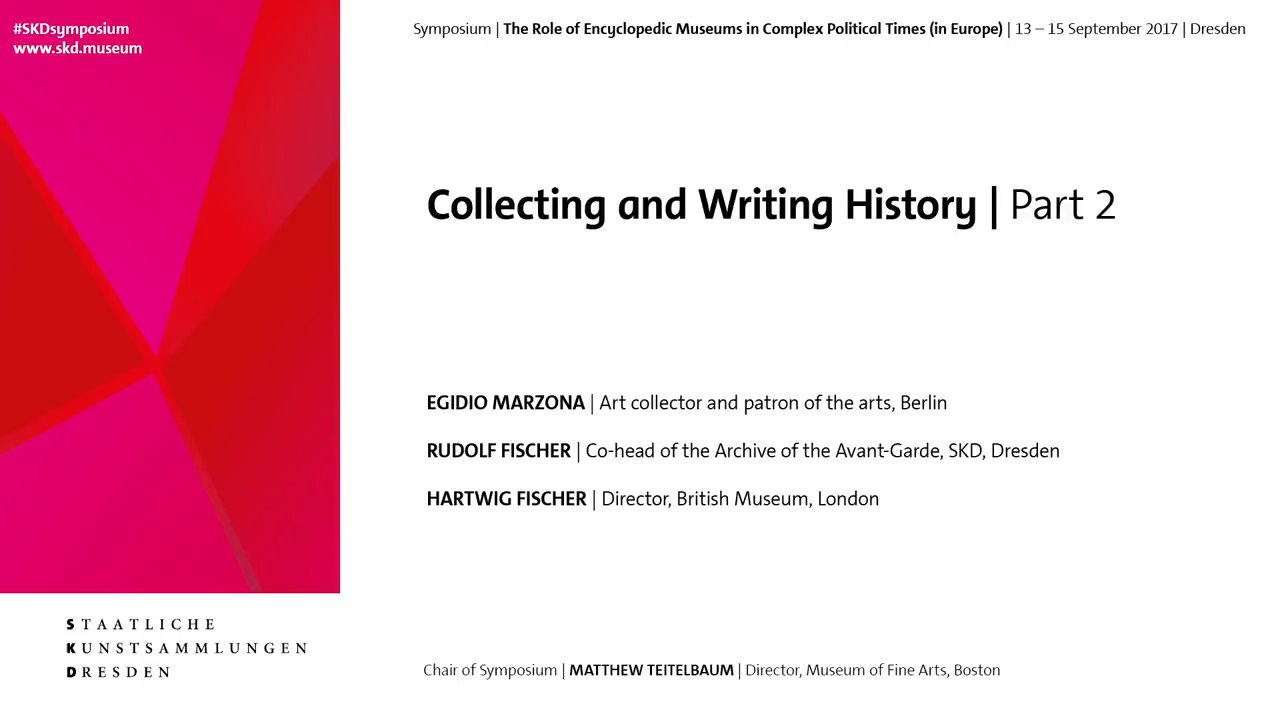 #SKDsymposium
www.skd.museum
Symposium | The Role of Encyclopedic Museums in Complex Political Times (in Europe) | 13 – 15 September 2017 | Dresden
Collecting and Writing History | Part 2
EGIDIO MARZONA | Art collector and patron of the arts, Berlin
RUDOLF FISCHER | Co-head of the Archive of the Avant-Garde, SKD, Dresden
HARTWIG FISCHER | Director, British Museum, London
STAATLICHE
KUNSTSAMMLUNGEN
DRESDEN
Chair of Symposium | MATTHEW TEITELBAUM | Director, Museum of Fine Arts, Boston